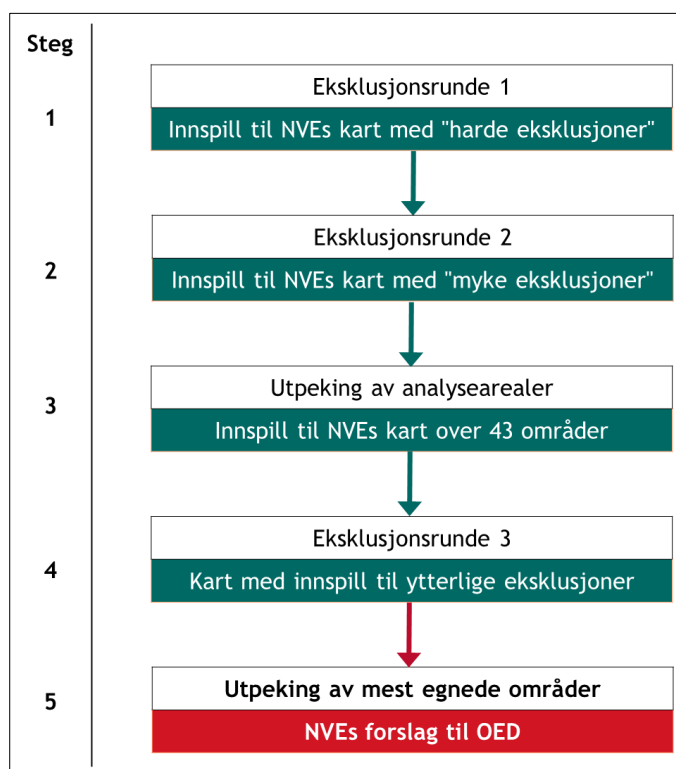 Steg
1
Eksklusjonsrunde 1
Innspill til NVEs kart med "harde eksklusjoner"
2
Eksklusjonsrunde 2
Innspill til NVEs kart med "myke eksklusjoner"
3
Utpeking av analysearealer
Innspill til NVEs kart over 43 områder
4
Eksklusjonsrunde 3
Kart med innspill til ytterlige eksklusjoner
5
Utpeking av mest egnede områder
NVEs forslag til OED